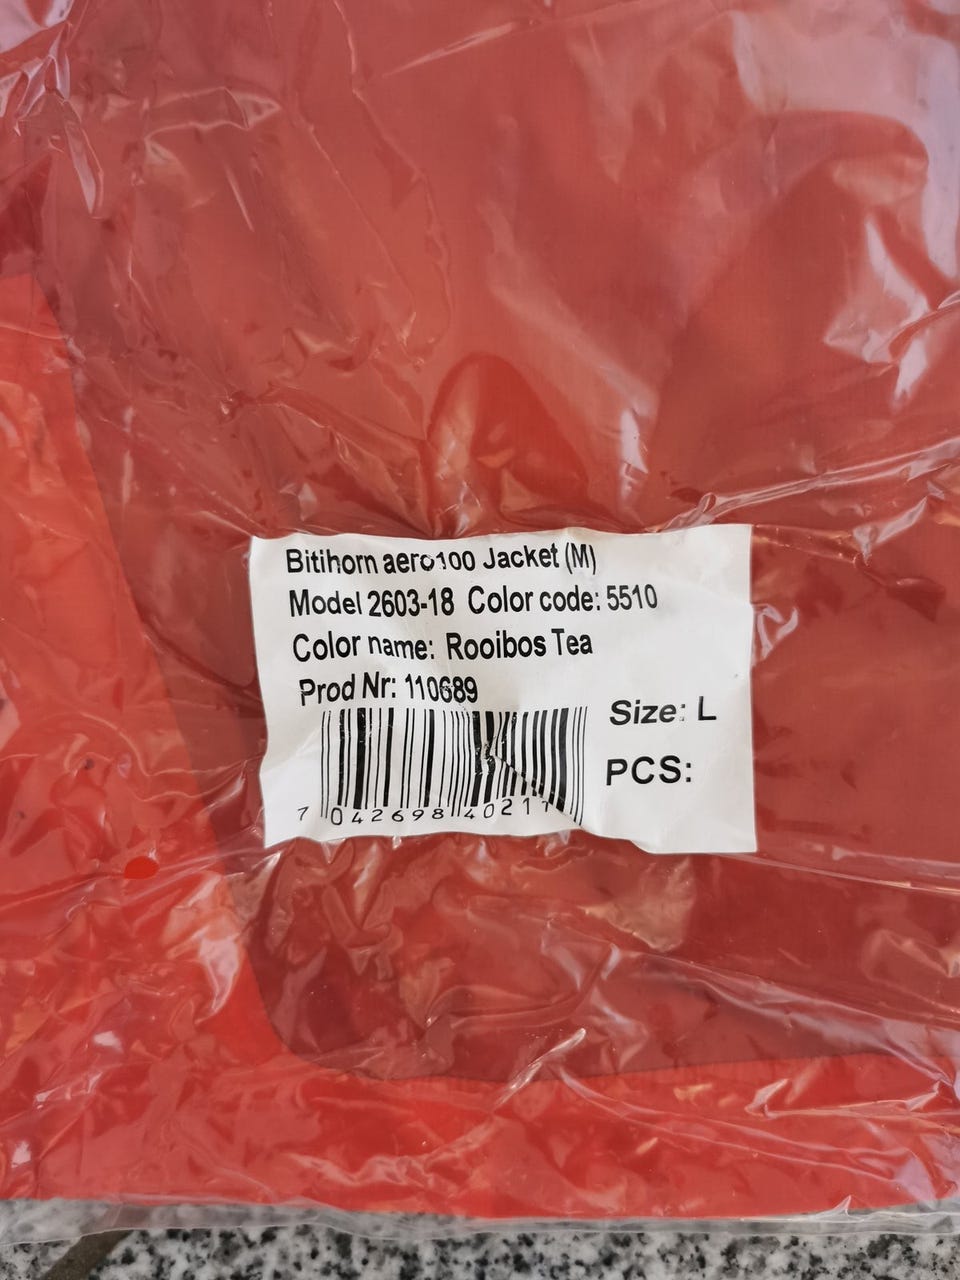 Bitihorn aero100 Jacket (M)
Model 2603-18 Color code: 5510
Color name: Rooibos Tea
Prod Nr: 110689
Size: L
PCS:
7 042698